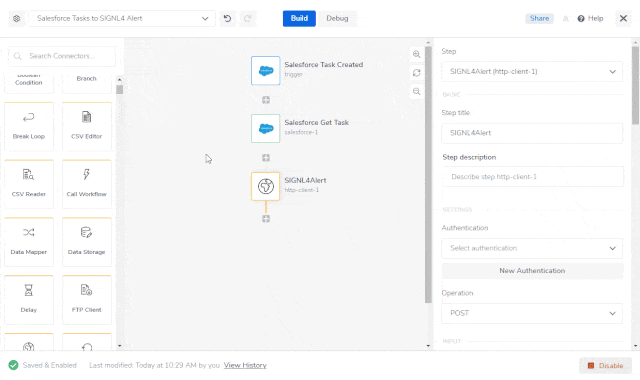 Salesforce Tasks to SIGNL4 Alert
Build
Debug
Share
Help
Search Connectors...
Boolean
Condition
Branch
Break Loop
CSV Editor
CSV Reader
Call Workflow
Data Mapper
Data Storage
Delay
FTP Client
Salesforce Task Created
trigger
Salesforce Get Task
salesforce-1
SIGNL4Alert
http-client-1
Step
SIGNL4Alert (http-client-1)
BASIC
Step title
SIGNL4Alert
Step description
Describe step http-client-1
SETTINGS
Authentication
Select authentication
New Authentication
Operation
POST
INPUT
Saved & Enabled
Last modified: Today at 10:29 AM by you
View History
Disable